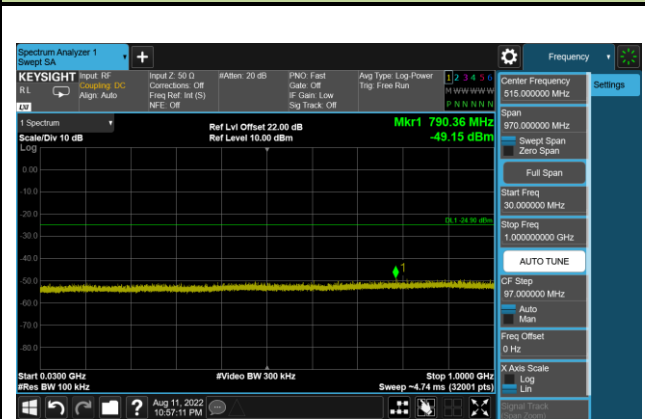 Spectrum Analyzer 1
Swept SA
+
Frequency
KEYSIGHT
RL
LXI
Input: RF
Coupling: DC
Align: Auto
Input Z: 50 Ω
Corrections: Off
Freq Ref: Int (S)
NFE: Off
#Atten: 20 dB
PNO: Fast
Gate: Off
IF Gain: Low
Sig Track: Off
Avg Type: Log-Power
Trig: Free Run
1 2 3 4 5 6
M W W W W W
P N N N N N
1 Spectrum
Scale/Div 10 dB
Ref Lvl Offset 22.00 dB
Ref Level 10.00 dBm
Mkr1 790.36 MHz
-49.15 dBm
Log
0.00
-10.0
-20.0
-30.0
-40.0
-50.0
-60.0
-70.0
-80.0
DL1 -24.90 dBm
1
Start 0.0300 GHz
#Res BW 100 kHz
#Video BW 300 kHz
Stop 1.0000 GHz
Sweep ~4.74 ms (32001 pts)
Settings
Center Frequency
515.000000 MHz
Span
970.000000 MHz
Swept Span
Zero Span
Full Span
Start Freq
30.000000 MHz
Stop Freq
1.000000000 GHz
AUTO TUNE
CF Step
97.000000 MHz
Auto
Man
Freq Offset
0 Hz
X Axis Scale
Log
Lin
Signal Track
(Span Zoom)
?
Aug 11, 2022
10:57:11 PM